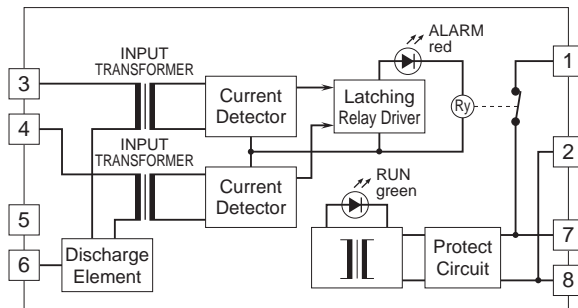 INPUT
TRANSFORMER
ALARM
red
3
4
Current
Detector
Latching
Relay Driver
Ry
1
INPUT
TRANSFORMER
Current
Detector
RUN
green
2
5
6
Discharge
Element
Protect
Circuit
7
8